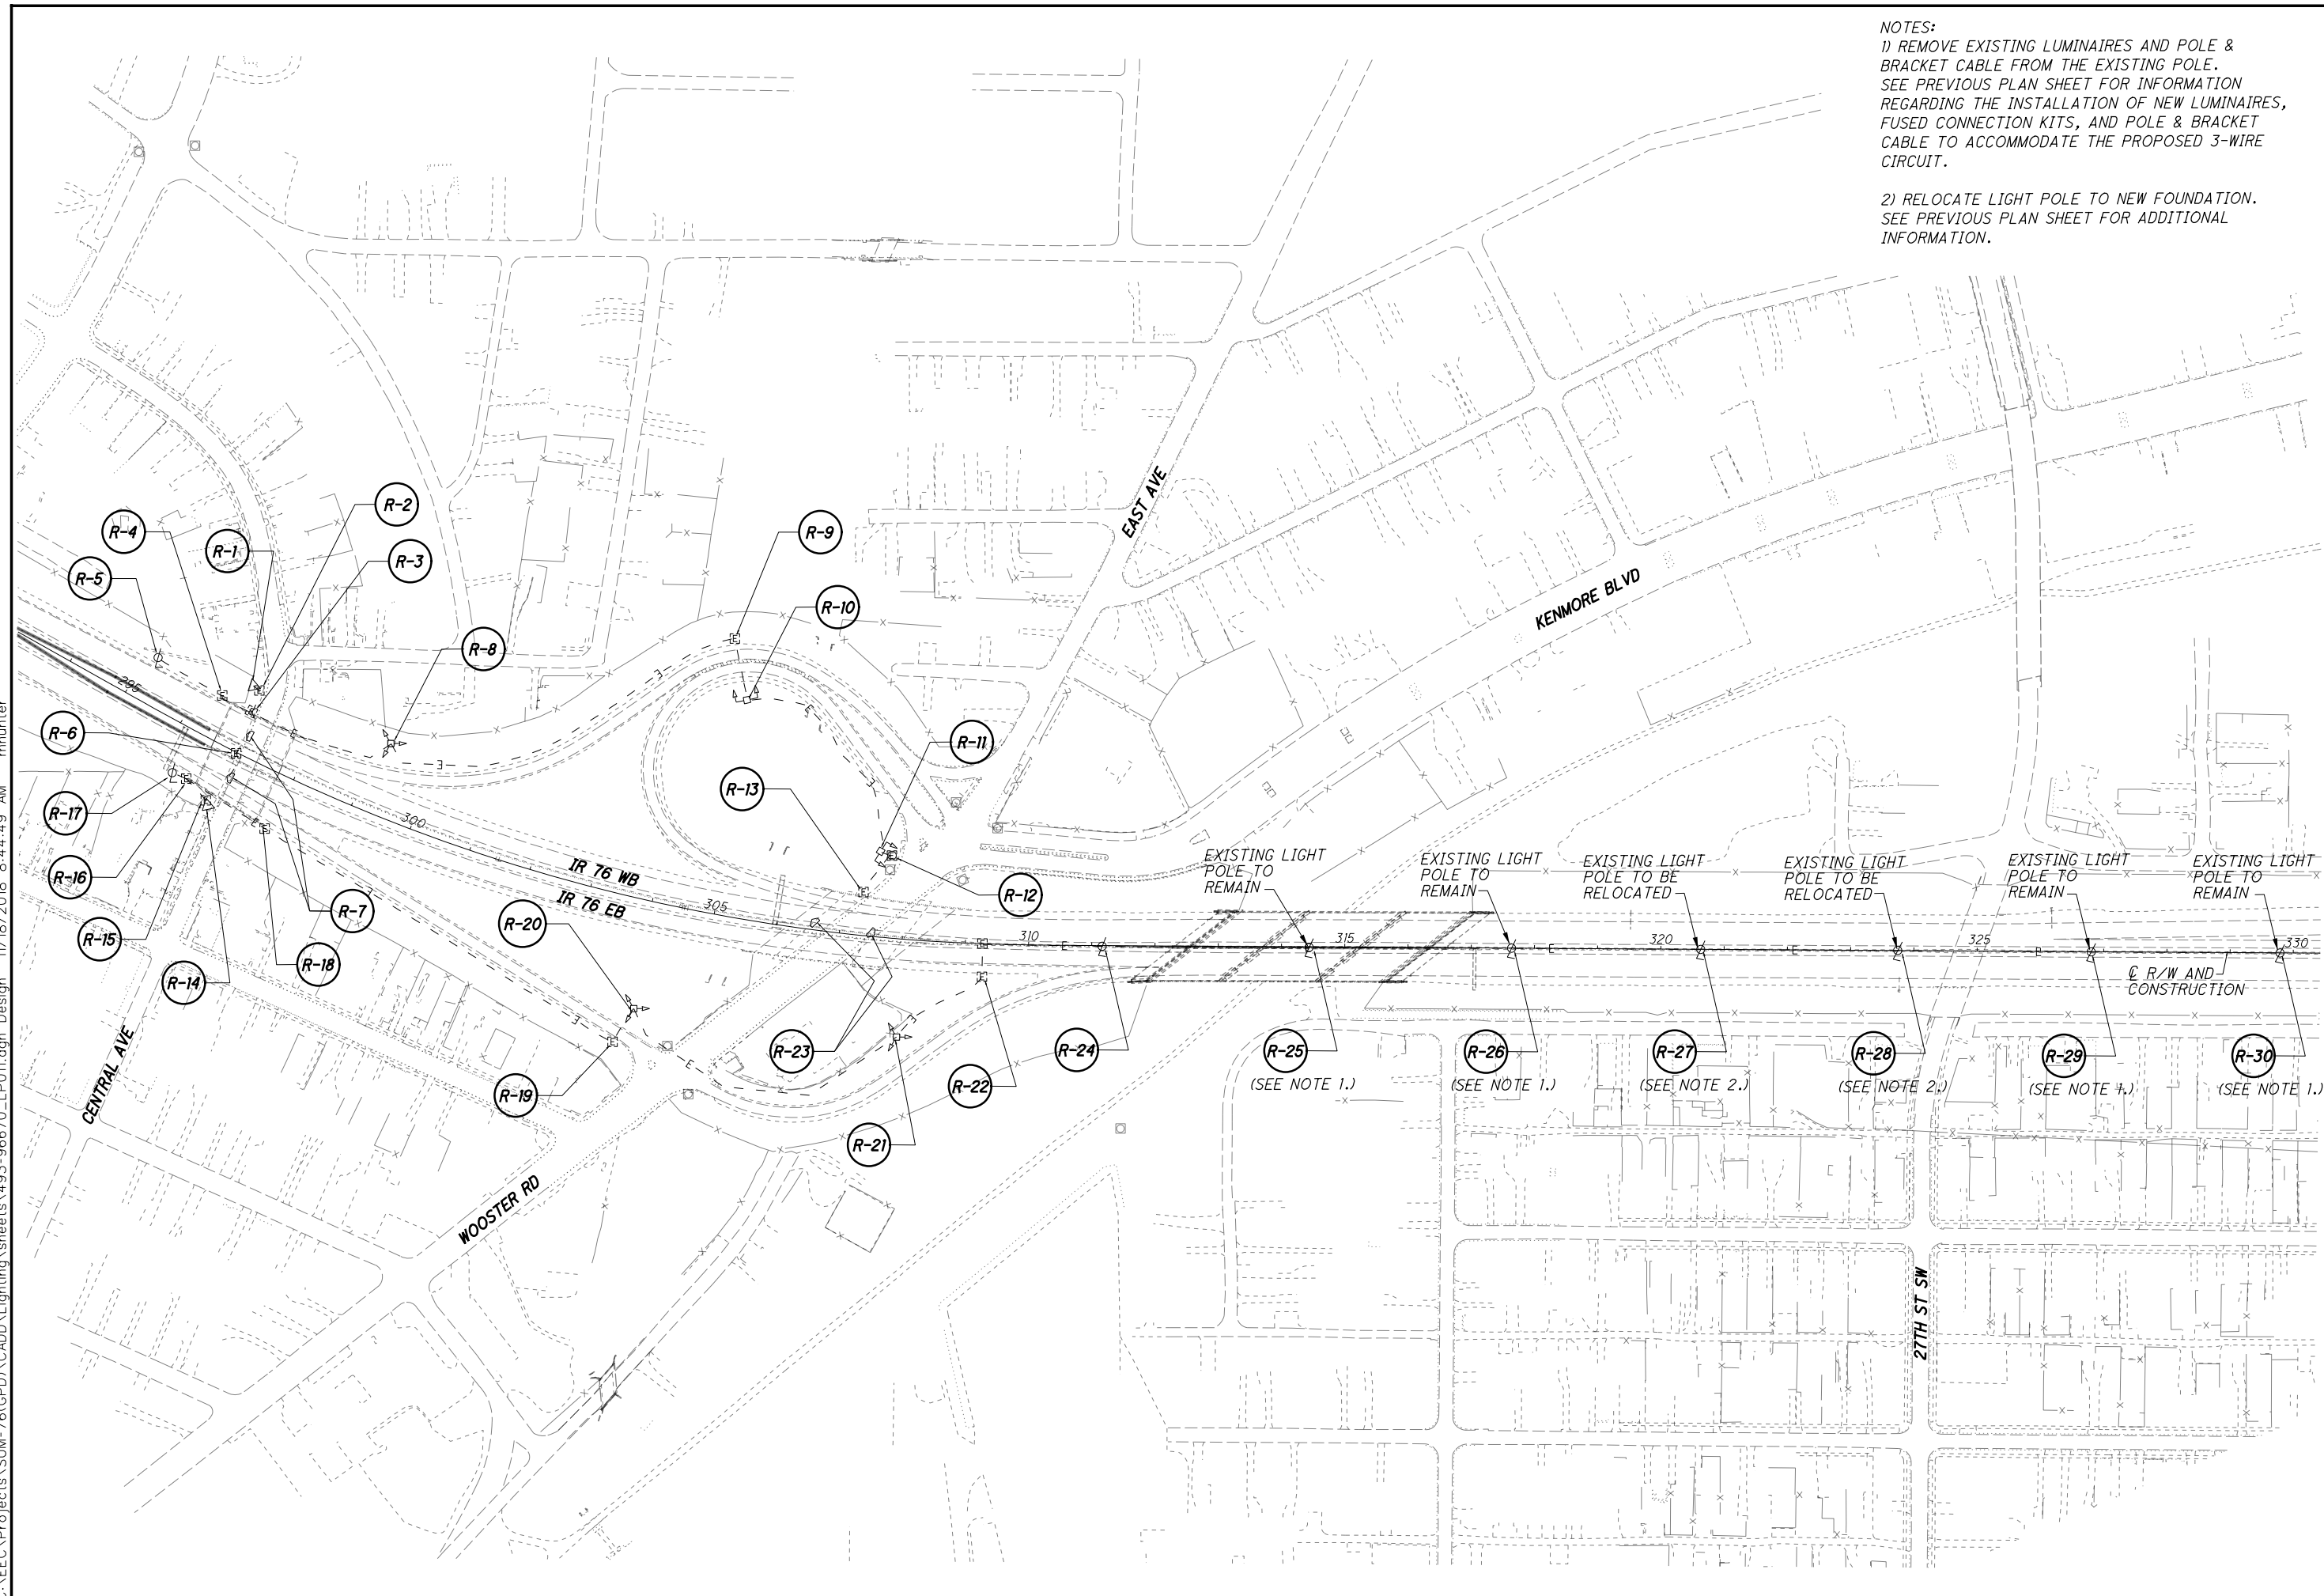 NOTES:
1) REMOVE EXISTING LUMINAIRES AND POLE &
BRACKET CABLE FROM THE EXISTING POLE.
SEE PREVIOUS PLAN SHEET FOR INFORMATION
REGARDING THE INSTALLATION OF NEW LUMINAIRES,
FUSED CONNECTION KITS, AND POLE & BRACKET
CABLE TO ACCOMMODATE THE PROPOSED 3-WIRE
CIRCUIT.
2) RELOCATE LIGHT POLE TO NEW FOUNDATION.
SEE PREVIOUS PLAN SHEET FOR ADDITIONAL
INFORMATION.
EAST AVE
KENMORE BLVD
R-2
R-4
R-1
R-3
R-5
R-9
R-10
R-8
R-11
R-6
R-13
R-17
R-16
R-12
R-7
R-15
R-18
R-14
R-20
R-19
R-23
R-22
R-21
R-24
295
300
305
310
315
320
325
330
IR 76 WB
IR 76 EB
EXISTING LIGHT
POLE TO
REMAIN
EXISTING LIGHT
POLE TO
REMAIN
EXISTING LIGHT
POLE TO BE
RELOCATED
EXISTING LIGHT
POLE TO BE
RELOCATED
EXISTING LIGHT
POLE TO
REMAIN
EXISTING LIGHT
POLE TO
REMAIN
℄ R/W AND
CONSTRUCTION
R-25
(SEE NOTE 1.)
R-26
(SEE NOTE 1.)
R-27
(SEE NOTE 2.)
R-28
(SEE NOTE 2.)
R-29
(SEE NOTE 1.)
R-30
(SEE NOTE 1.)
CENTRAL AVE
WOOSTER RD
27TH ST SW